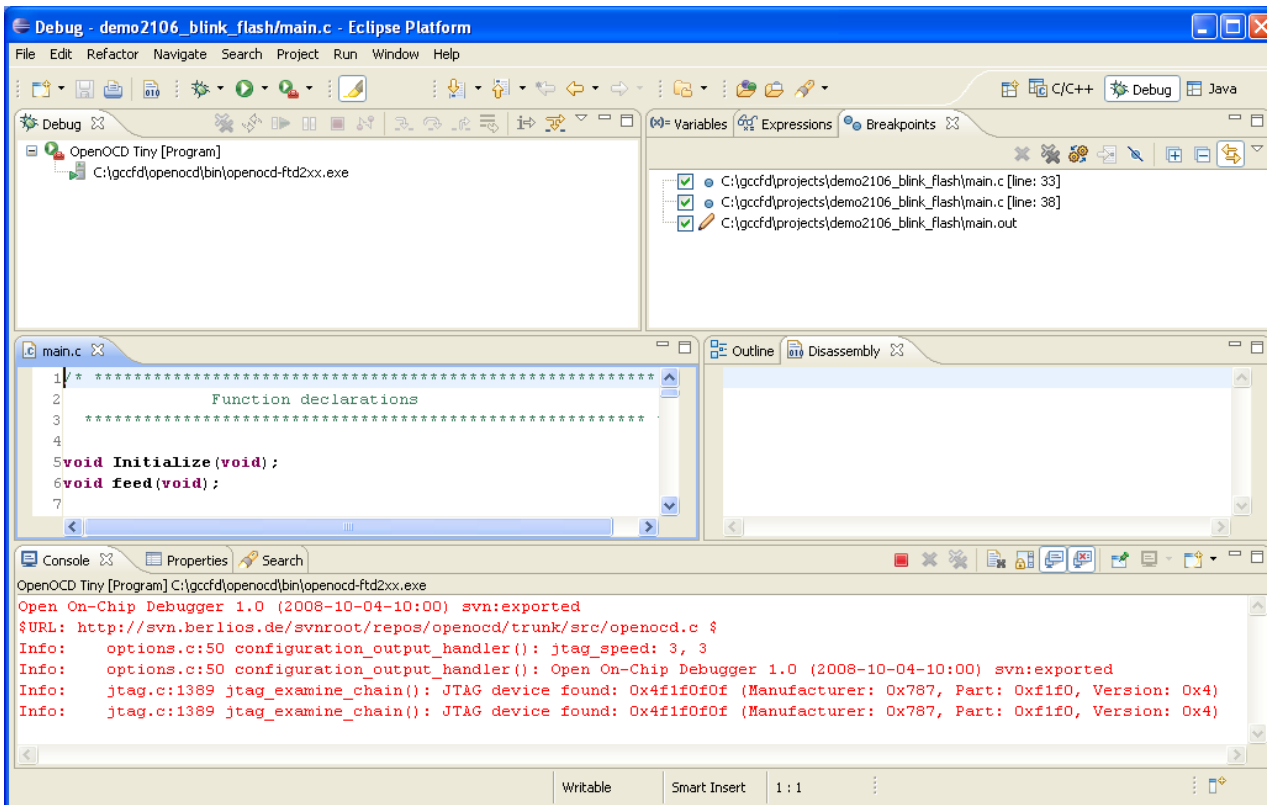 Debug - demo2106_blink_flash/main.c - Eclipse Platform
File Edit Refactor Navigate Search Project Run Window Help
C/C++ Debug Java
Debug
OpenOCD Tiny [Program]
C:\gccfd\openocd\bin\openocd-ftd2xx.exe
(x)= Variables Expressions Breakpoints
C:\gccfd\projects\demo2106_blink_flash\main.c [line: 33]
C:\gccfd\projects\demo2106_blink_flash\main.c [line: 38]
C:\gccfd\projects\demo2106_blink_flash\main.out
main.c
1 /* *********************************************************
2 Function declarations
3 *********************************************************
4
5 void Initialize(void);
6 void feed(void);
7
Outline Disassembly
Console Properties Search
OpenOCD Tiny [Program] C:\gccfd\openocd\bin\openocd-ftd2xx.exe
Open On-Chip Debugger 1.0 (2008-10-04-10:00) svn:exported
$URL: http://svn.berlios.de/svnroot/repos/openocd/trunk/src/openocd.c $
Info: options.c:50 configuration_output_handler(): jtag_speed: 3, 3
Info: options.c:50 configuration_output_handler(): Open On-Chip Debugger 1.0 (2008-10-04-10:00) svn:exported
Info: jtag.c:1389 jtag_examine_chain(): JTAG device found: 0x4f1f0f0f (Manufacturer: 0x787, Part: 0xf1f0, Version: 0x4)
Info: jtag.c:1389 jtag_examine_chain(): JTAG device found: 0x4f1f0f0f (Manufacturer: 0x787, Part: 0xf1f0, Version: 0x4)
Writable Smart Insert 1 : 1